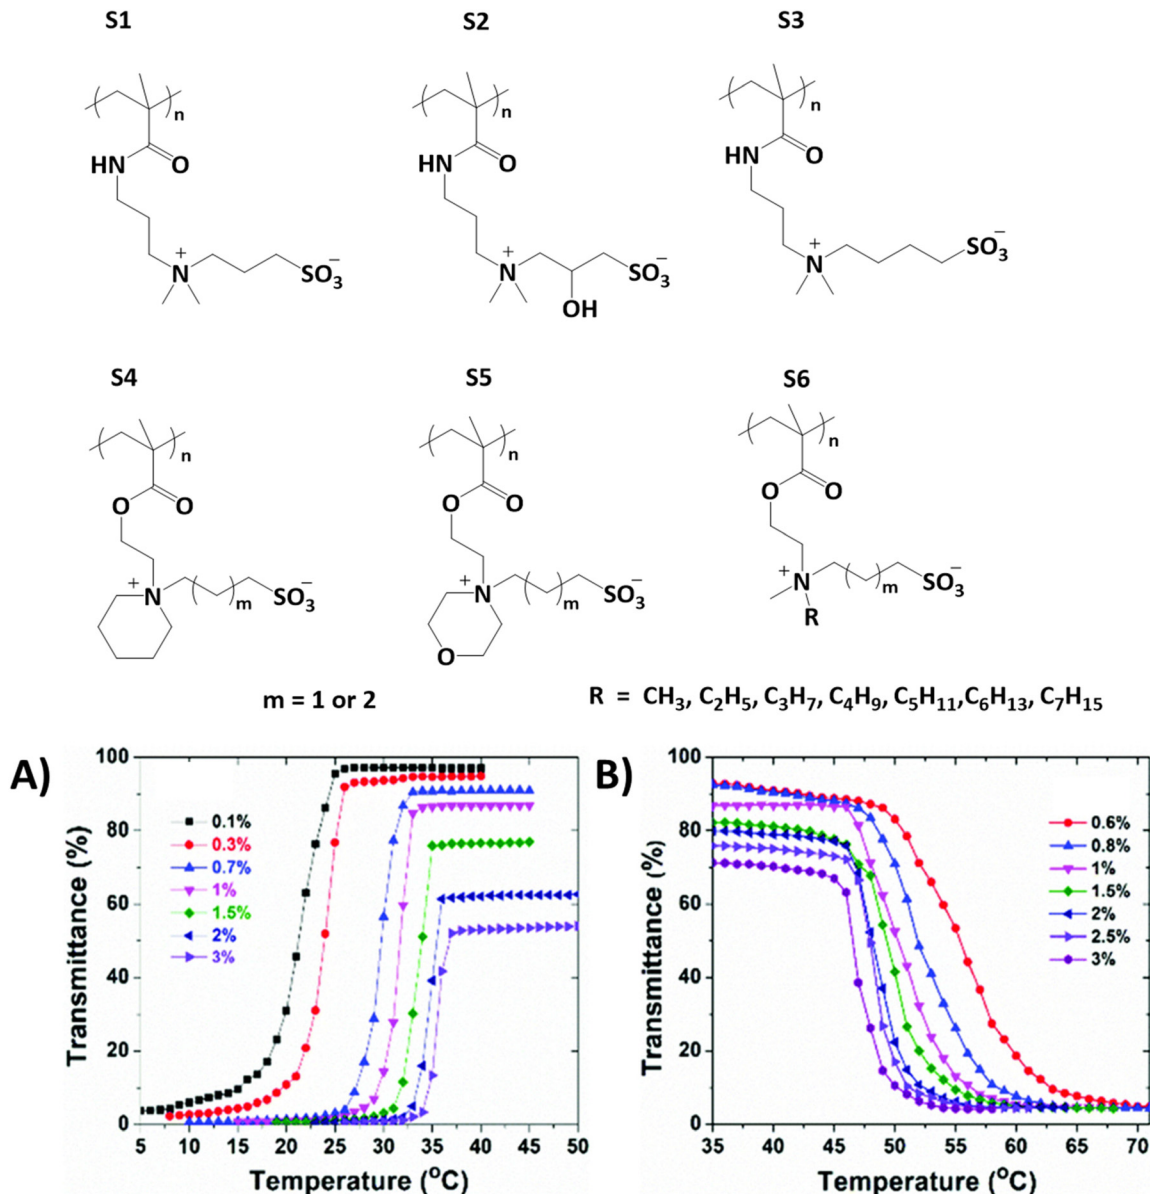 S1 S2 S3
n n n
HN O HN O HN O
+ + +
N SO3− N SO3− N SO3−
OH
S4 S5 S6
n n n
O O O O O O
+ + +
N m SO3− N m SO3− N m SO3−
O R
m = 1 or 2 R = CH3, C2H5, C3H7, C4H9, C5H11,C6H13, C7H15
A)
100
80
60
40
20
0
Transmittance (%)
0.1%
0.3%
0.7%
1%
1.5%
2%
3%
5 10 15 20 25 30 35 40 45 50
Temperature (oC)
B)
100
80
60
40
20
0
Transmittance (%)
0.6%
0.8%
1%
1.5%
2%
2.5%
3%
35 40 45 50 55 60 65 70
Temperature (oC)